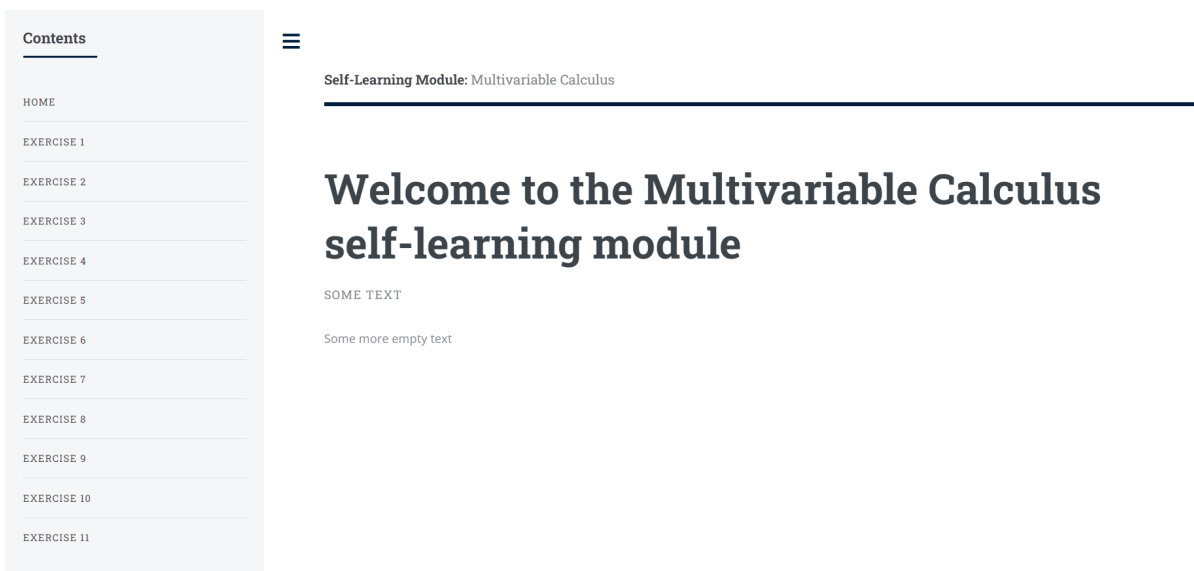 Contents
HOME
EXERCISE 1
EXERCISE 2
EXERCISE 3
EXERCISE 4
EXERCISE 5
EXERCISE 6
EXERCISE 7
EXERCISE 8
EXERCISE 9
EXERCISE 10
EXERCISE 11
Self-Learning Module: Multivariable Calculus
Welcome to the Multivariable Calculus
self-learning module
SOME TEXT
Some more empty text